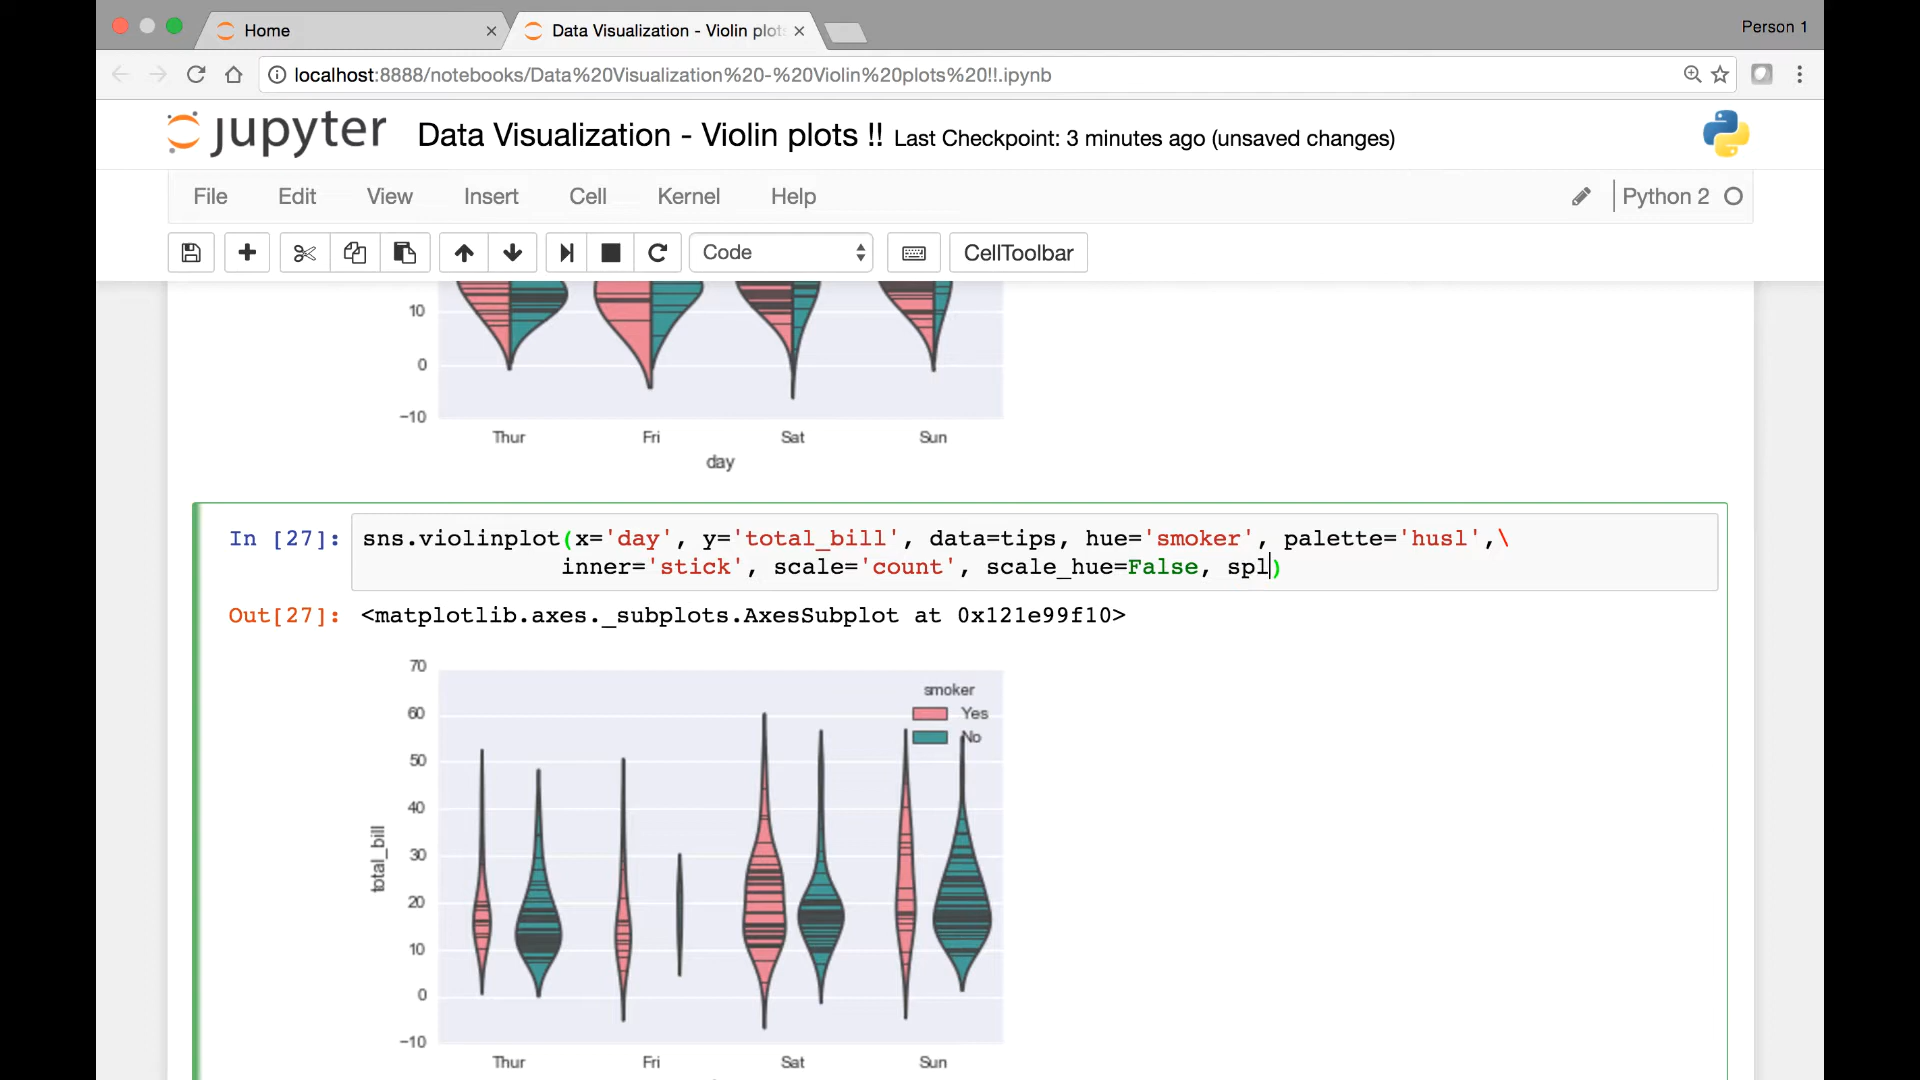 Home
Data Visualization - Violin plots
Person 1
localhost:8888/notebooks/Data%20Visualization%20-%20Violin%20plots%20!!.ipynb
jupyter Data Visualization - Violin plots !! Last Checkpoint: 3 minutes ago (unsaved changes)
File Edit View Insert Cell Kernel Help Python 2
Code CellToolbar
10
0
−10
Thur Fri Sat Sun
day
In [27]: sns.violinplot(x='day', y='total_bill', data=tips, hue='smoker', palette='husl',\
inner='stick', scale='count', scale_hue=False, spl)
Out[27]: <matplotlib.axes._subplots.AxesSubplot at 0x121e99f10>
70
smoker
60 Yes
No
50
40
30
total_bill
20
10
0
−10
Thur Fri Sat Sun